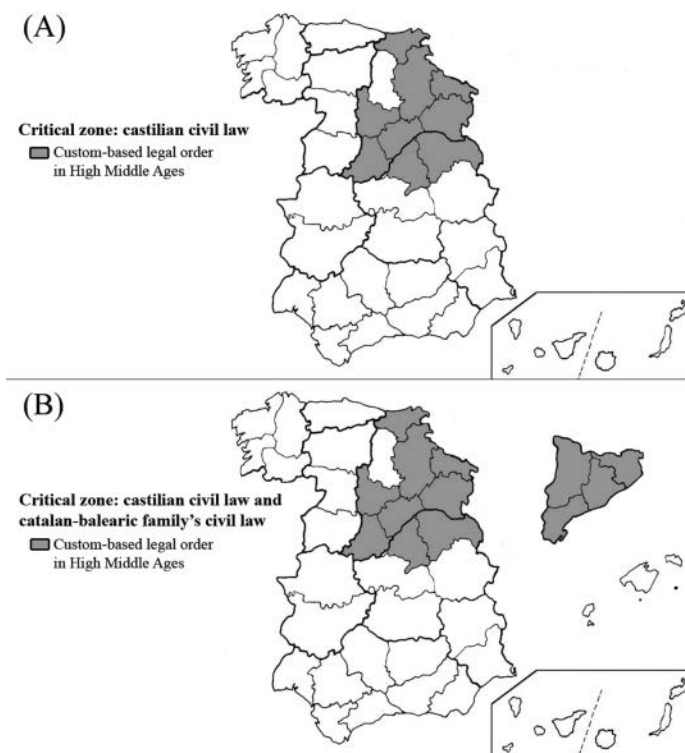 (A)
Critical zone: castilian civil law
Custom-based legal order
in High Middle Ages
(B)
Critical zone: castilian civil law and
catalan-balearic family's civil law
Custom-based legal order
in High Middle Ages